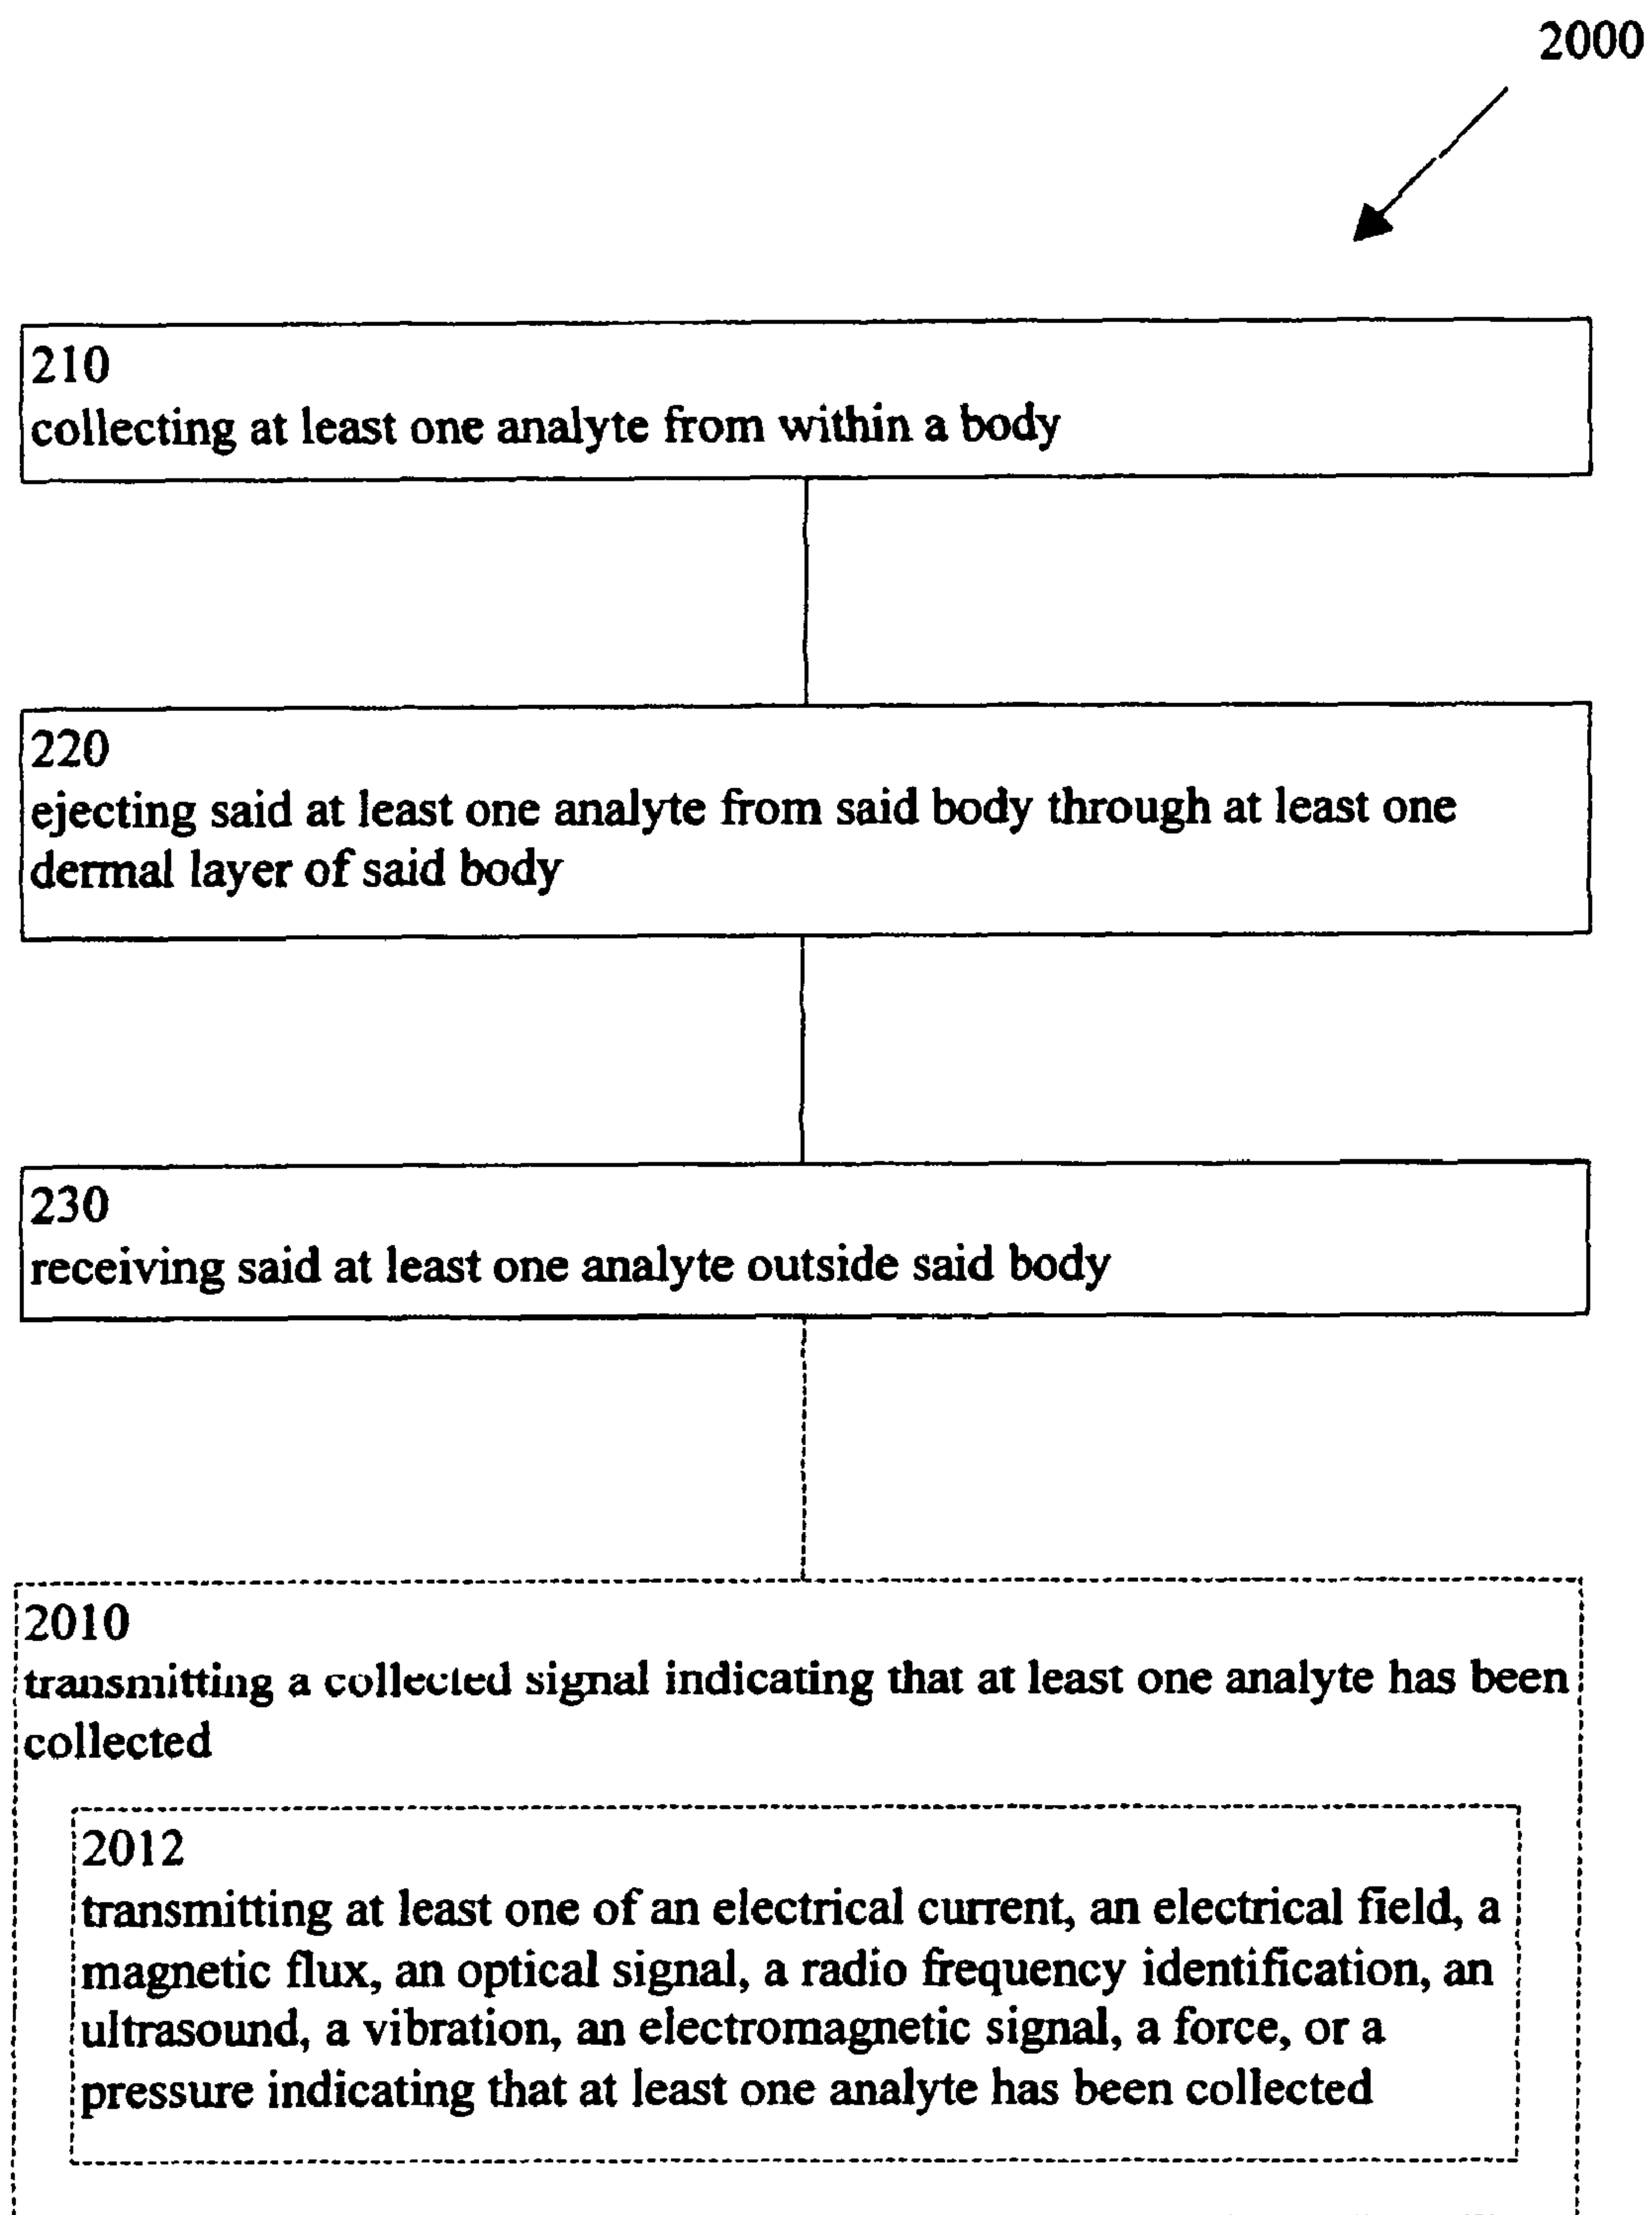 2000
210
collecting at least one analyte from within a body
220
ejecting said at least one analyte from said body through at least one
dermal layer of said body
230
receiving said at least one analyte outside said body
2010
transmitting a collected signal indicating that at least one analyte has been
collected
2012
transmitting at least one of an electrical current, an electrical field, a
magnetic flux, an optical signal, a radio frequency identification, an
ultrasound, a vibration, an electromagnetic signal, a force, or a
pressure indicating that at least one analyte has been collected